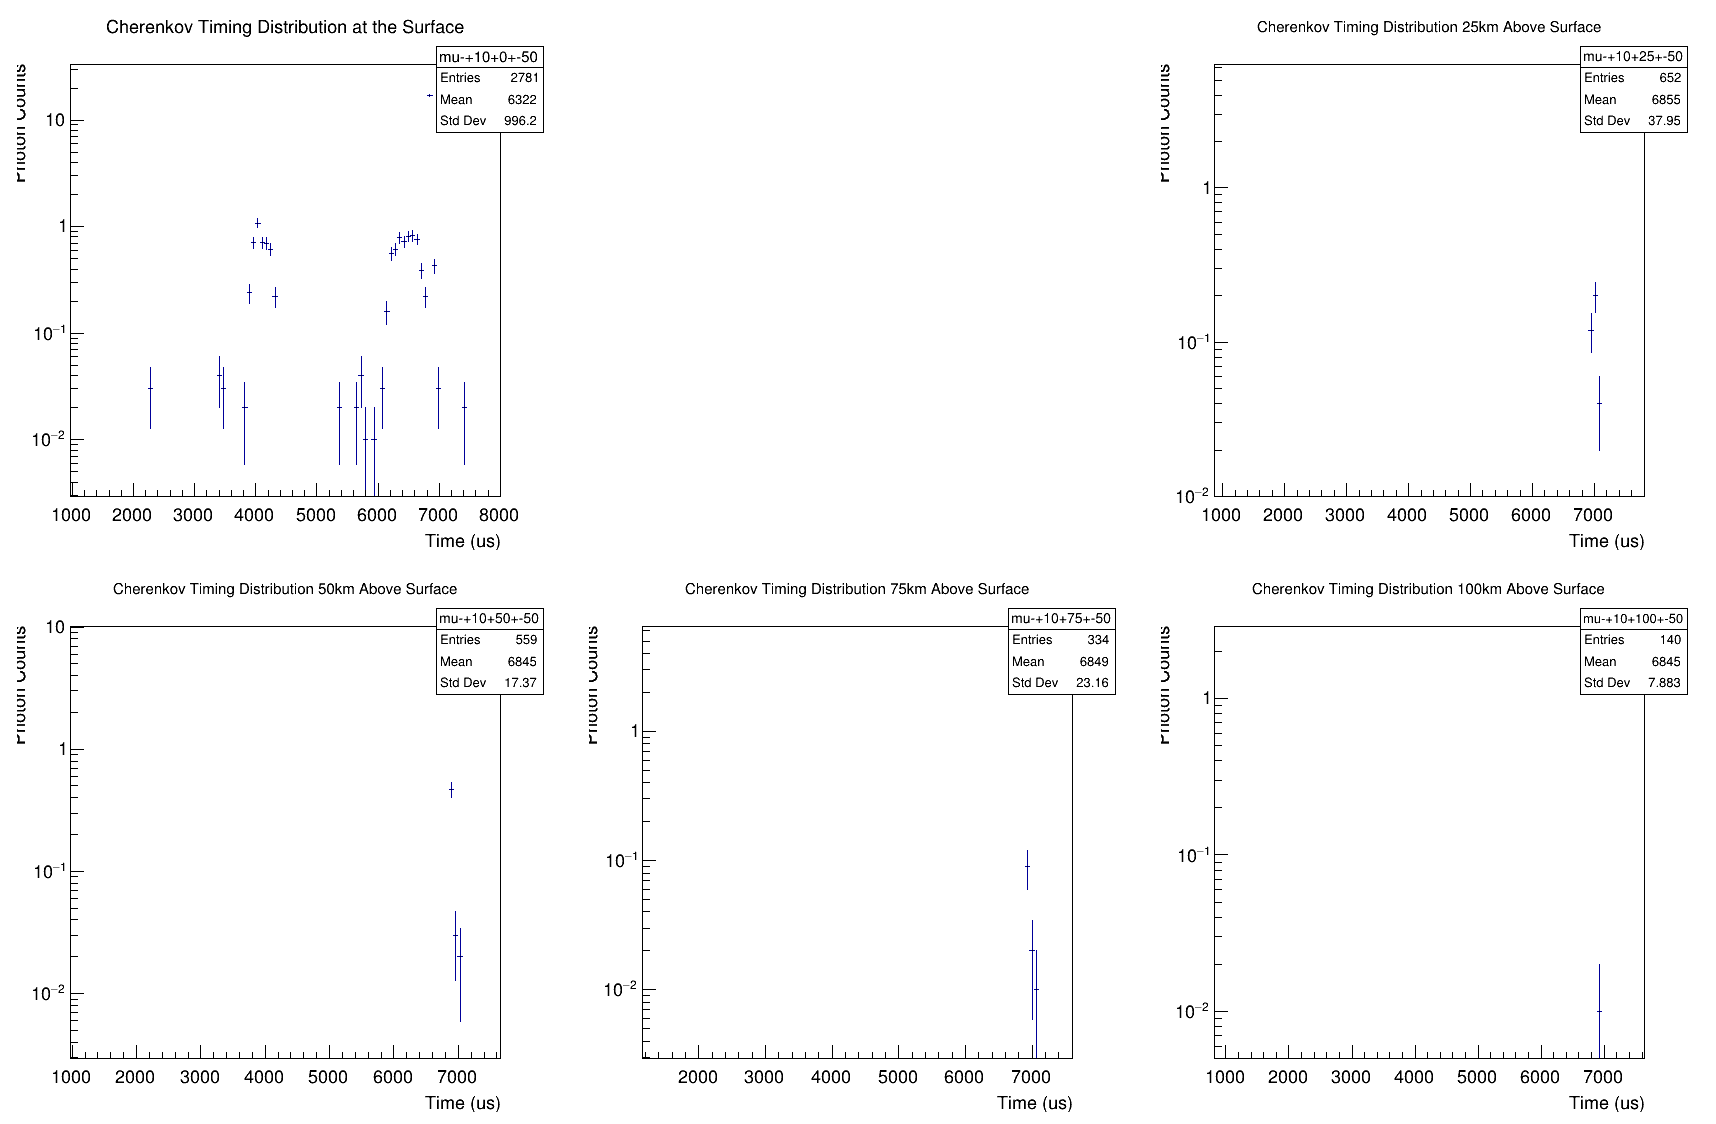 Cherenkov Timing Distribution at the Surface
mu-+10+0+-50
Entries 2781
Mean 6322
Std Dev 996.2
Photon Counts
10
1
10−1
10−2
1000 2000 3000 4000 5000 6000 7000 8000
Time (us)
Cherenkov Timing Distribution 25km Above Surface
mu-+10+25+-50
Entries 652
Mean 6855
Std Dev 37.95
Photon Counts
1
10−1
10−2
1000 2000 3000 4000 5000 6000 7000
Time (us)
Cherenkov Timing Distribution 50km Above Surface
mu-+10+50+-50
Entries 559
Mean 6845
Std Dev 17.37
Photon Counts
10
1
10−1
10−2
1000 2000 3000 4000 5000 6000 7000
Time (us)
Cherenkov Timing Distribution 75km Above Surface
mu-+10+75+-50
Entries 334
Mean 6849
Std Dev 23.16
Photon Counts
1
10−1
10−2
2000 3000 4000 5000 6000 7000
Time (us)
Cherenkov Timing Distribution 100km Above Surface
mu-+10+100+-50
Entries 140
Mean 6845
Std Dev 7.883
Photon Counts
1
10−1
10−2
1000 2000 3000 4000 5000 6000 7000
Time (us)